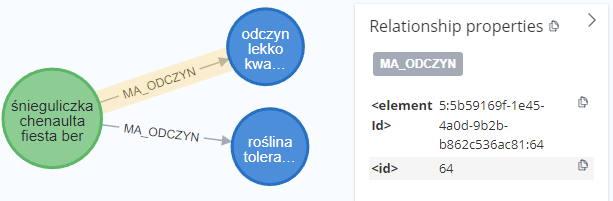 śnieguliczka
chenaulta
fiesta ber
MA_ODCZYN
MA_ODCZYN
odczyn
lekko
kwa…
roślina
tolera…
Relationship properties
MA_ODCZYN
<element Id>
5:5b59169f-1e45-
4a0d-9b2b-
b862c536ac81:64
<id>
64